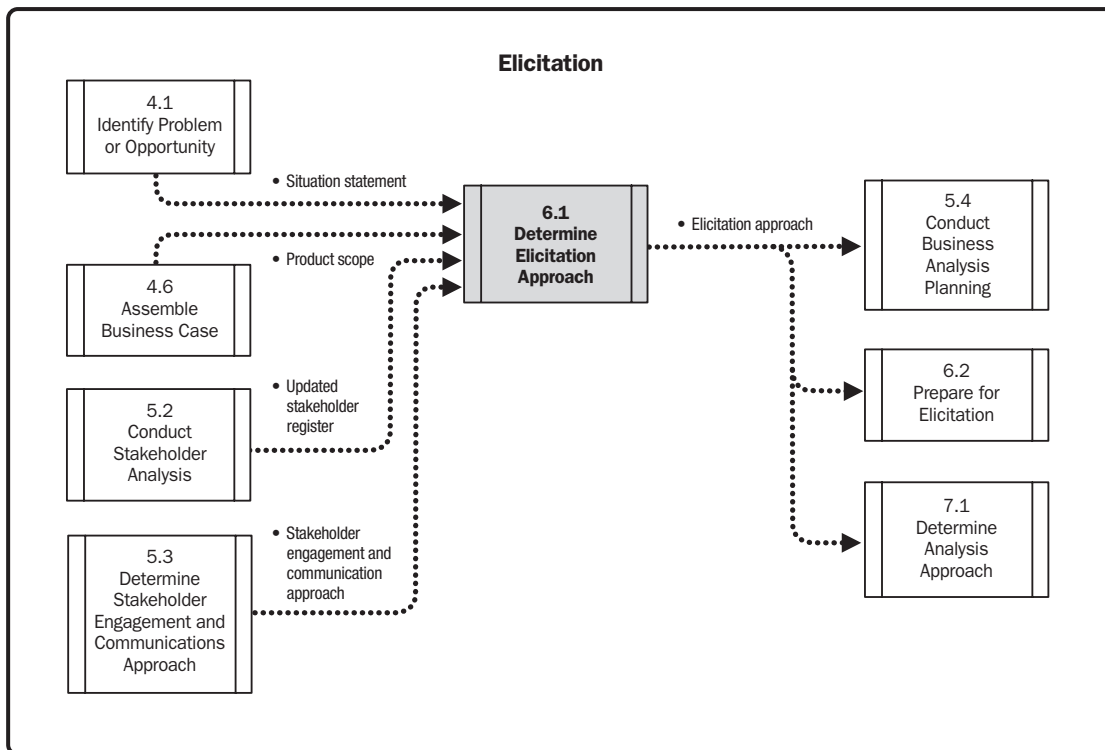 Elicitation
4.1
Identify Problem
or Opportunity
• Situation statement
4.6
Assemble
Business Case
• Product scope
5.2
Conduct
Stakeholder
Analysis
• Updated
stakeholder
register
5.3
Determine
Stakeholder
Engagement and
Communications
Approach
• Stakeholder
engagement and
communication
approach
6.1
Determine
Elicitation
Approach
• Elicitation approach
5.4
Conduct
Business
Analysis
Planning
6.2
Prepare for
Elicitation
7.1
Determine
Analysis
Approach